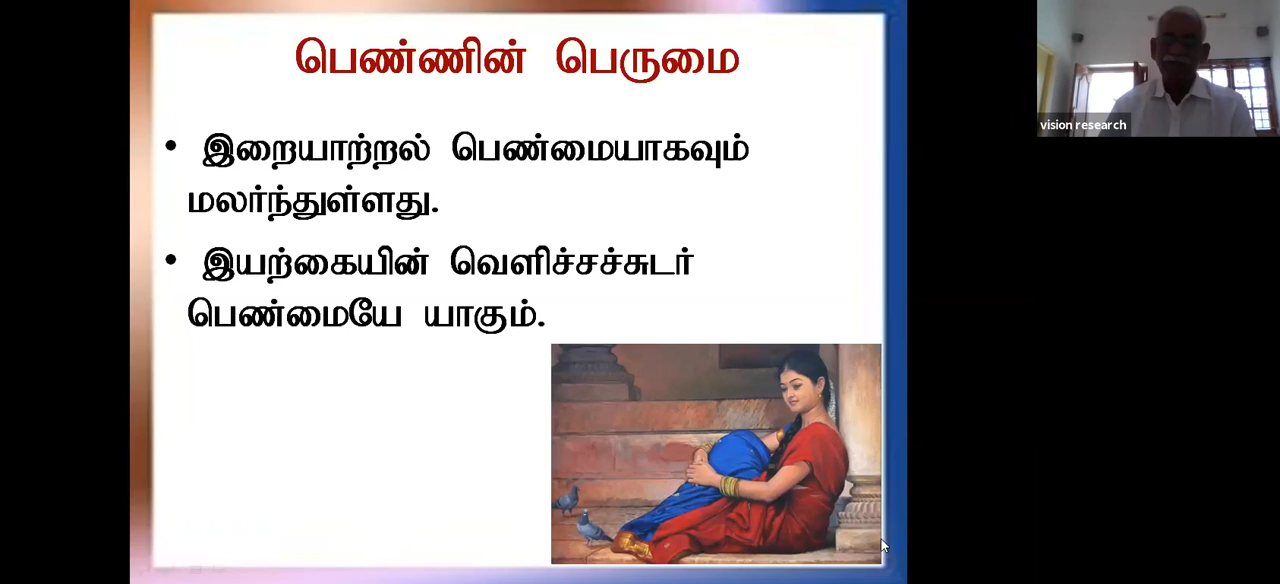 பெண்ணின் பெருமை
• இறையாற்றல் பெண்மையாகவும்
மலர்ந்துள்ளது.
• இயற்கையின் வெளிச்சச்சுடர்
பெண்மையே யாகும்.
vision research